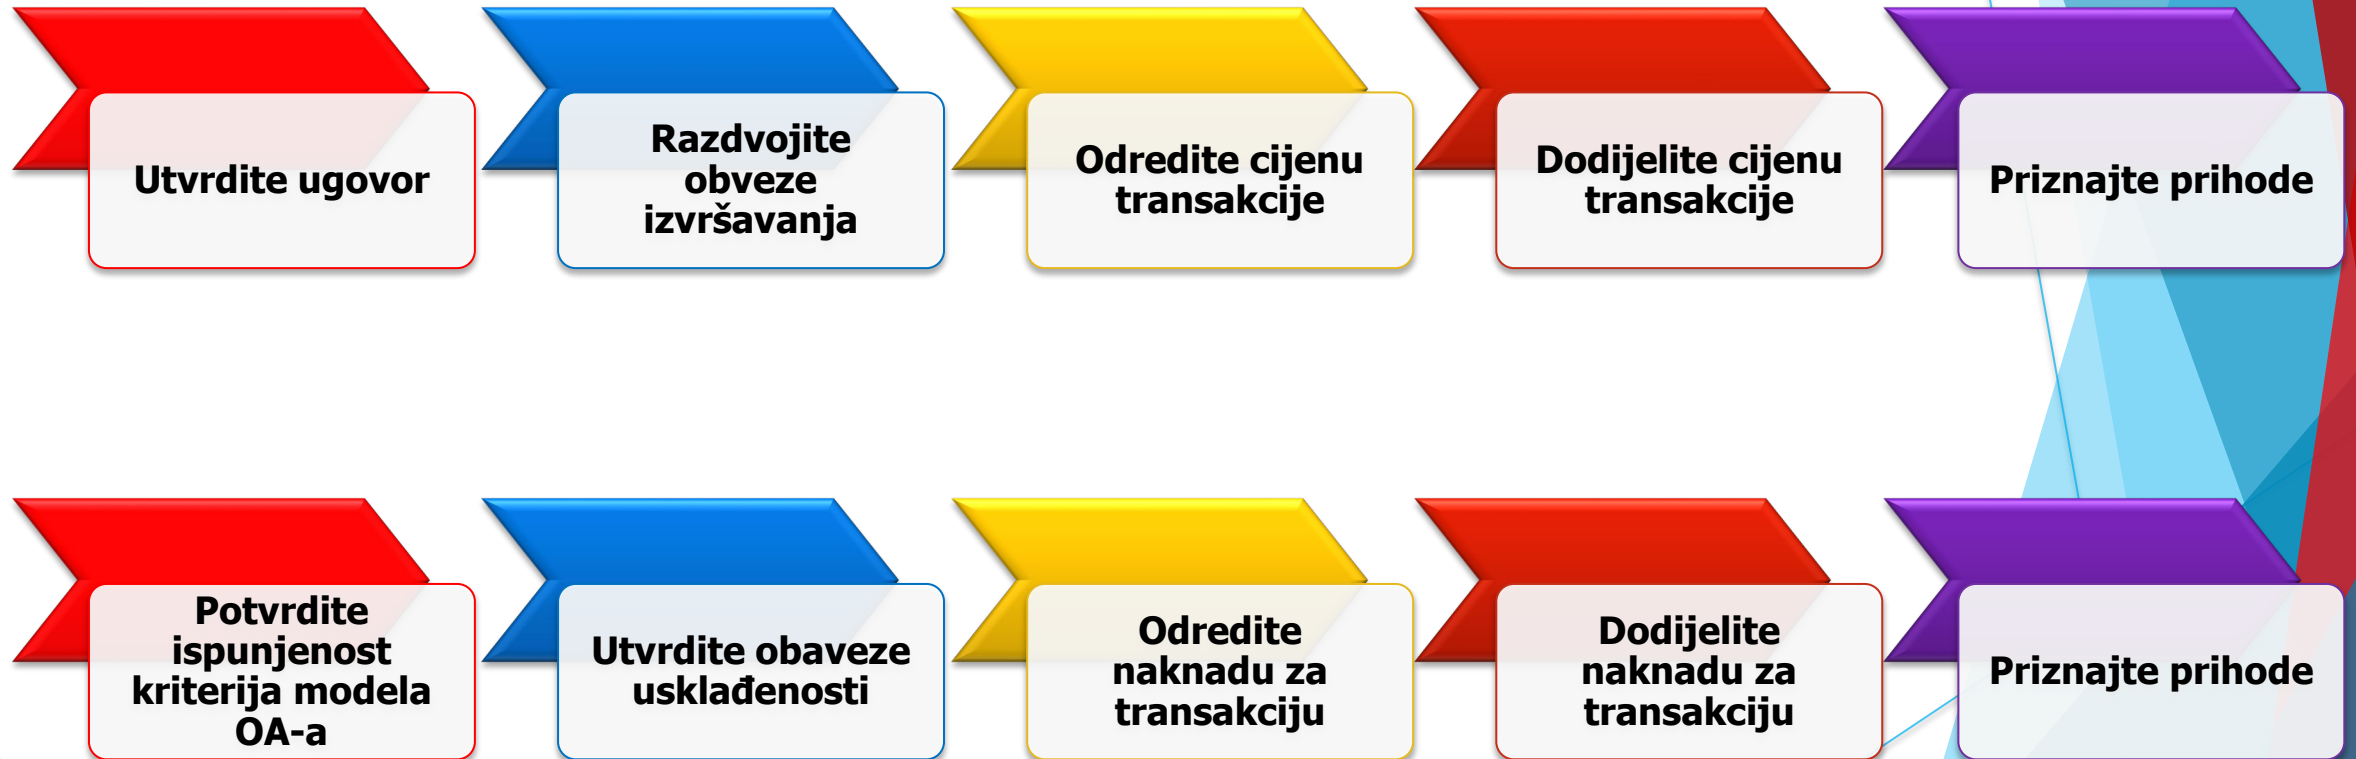 Utvrdite ugovor
Razdvojite
obveze
izvršavanja
Odredite cijenu
transakcije
Dodijelite cijenu
transakcije
Priznajte prihode
Potvrdite
ispunjenost
kriterija modela
OA-a
Utvrdite obaveze
usklađenosti
Odredite
naknadu za
transakciju
Dodijelite
naknadu za
transakciju
Priznajte prihode